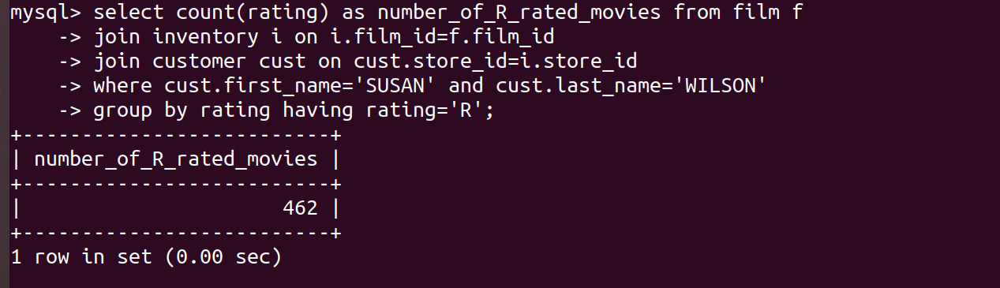 mysql> select count(rating) as number_of_R_rated_movies from film f
    -> join inventory i on i.film_id=f.film_id
    -> join customer cust on cust.store_id=i.store_id
    -> where cust.first_name='SUSAN' and cust.last_name='WILSON'
    -> group by rating having rating='R';
+--------------------------+
| number_of_R_rated_movies |
+--------------------------+
|                      462 |
+--------------------------+
1 row in set (0.00 sec)